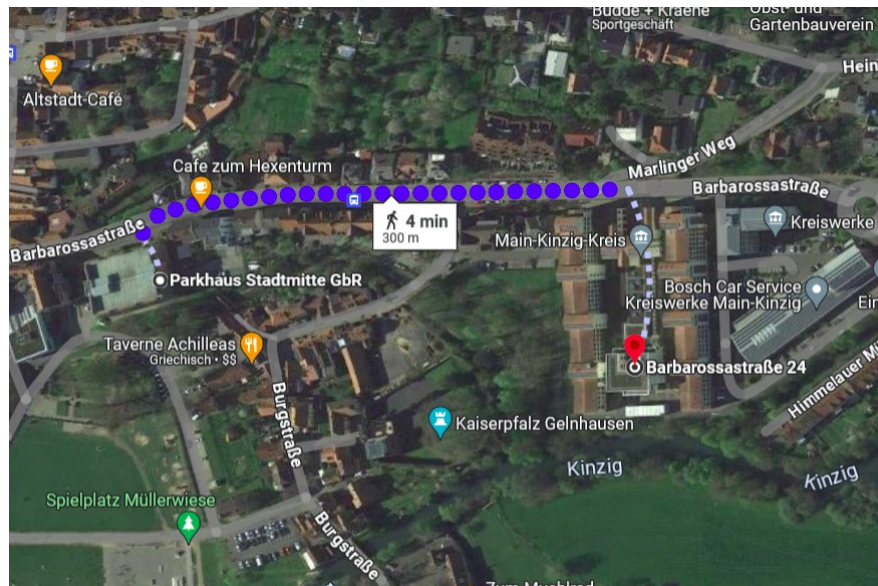 Budde + Kraene
Sportgeschäft
Obst- und
Gartenbauverein
Altstadt-Café
Cafe zum Hexenturm
Marlinger Weg
Barbarossastraße
Barbarossastraße
4 min
300 m
Main-Kinzig-Kreis
Kreiswerke
Parkhaus Stadtmitte GbR
Bosch Car Service
Kreiswerke Main-Kinzig
Taverne Achilleas
Griechisch • $$
Barbarossastraße 24
Burgstraße
Kaiserpfalz Gelnhausen
Kinzig
Kinzig
Spielplatz Müllerwiese
Burgstraße